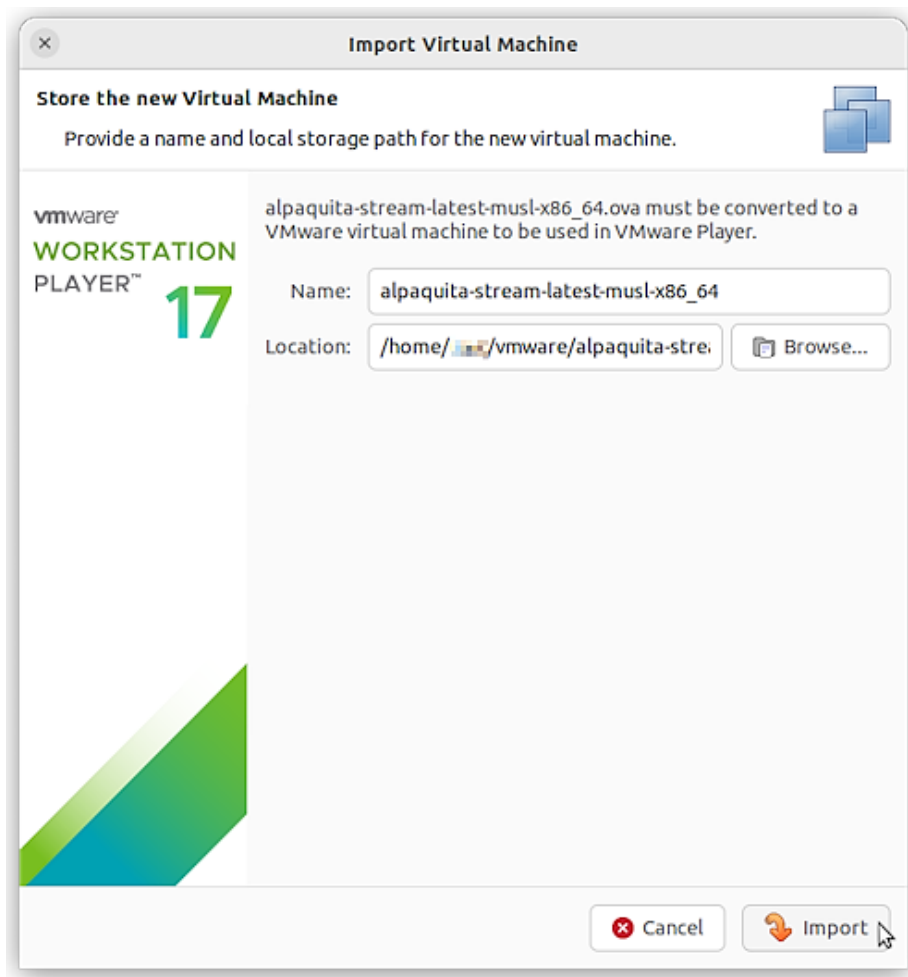 Import Virtual Machine
Store the new Virtual Machine
Provide a name and local storage path for the new virtual machine.
vmware
WORKSTATION
PLAYER™
17
alpaquita-stream-latest-musl-x86_64.ova must be converted to a
VMware virtual machine to be used in VMware Player.
Name: alpaquita-stream-latest-musl-x86_64
Location: /home/ /vmware/alpaquita-strea Browse...
Cancel Import